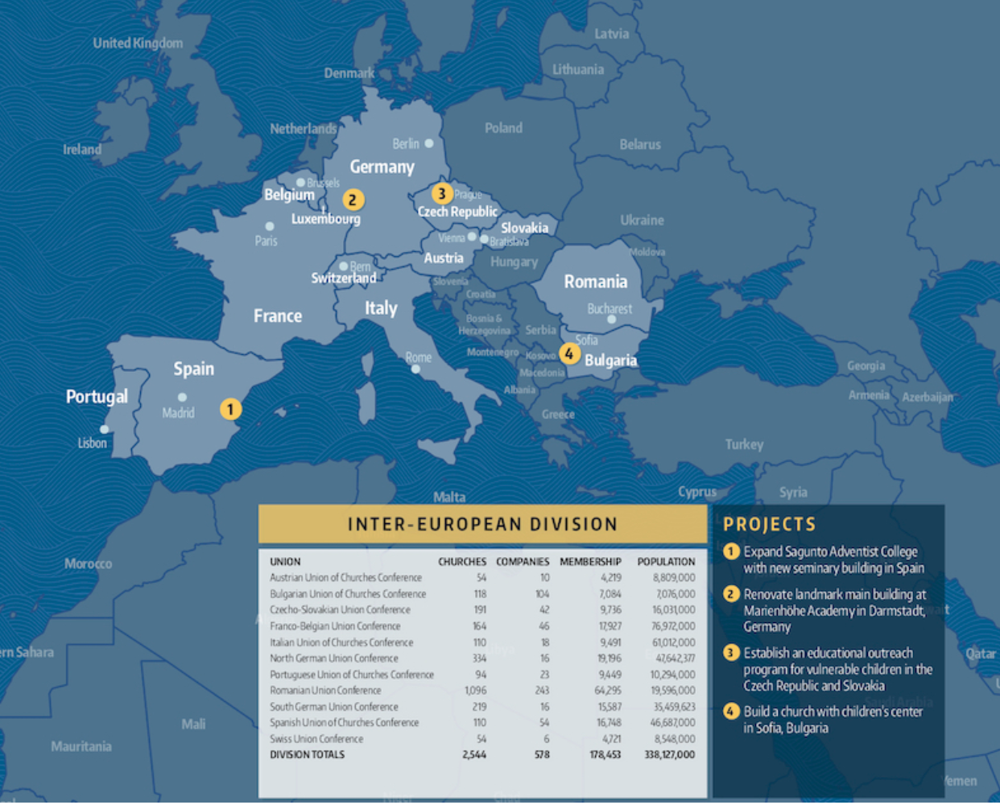 United Kingdom
Latvia
Lithuania
Denmark
Netherlands
Poland
Ireland
Belarus
Berlin
Germany
Brussels
Belgium
2
3
Prague
Czech Republic
Luxembourg
Ukraine
Slovakia
Paris
Vienna
Bratislava
Moldova
Austria
Hungary
Bern
Switzerland
Slovenia
Romania
Croatia
Italy
Bucharest
France
Bosnia &
Herzegovina
Serbia
Sofia
Montenegro
Kosovo
4
Bulgaria
Rome
Spain
Macedonia
Georgia
Albania
Portugal
Madrid
1
Armenia
Azerbaijan
Greece
Lisbon
Turkey
Malta
Cyprus
Syria
Morocco
ern Sahara
Qatar
Mali
Mauritania
Saudi Arabia
Yemen
Niger
Chad
INTER-EUROPEAN DIVISION
UNION CHURCHES COMPANIES MEMBERSHIP POPULATION
Austrian Union of Churches Conference 54 10 4,219 8,809,000
Bulgarian Union of Churches Conference 118 104 7,084 7,076,000
Czecho-Slovakian Union Conference 191 42 9,736 16,031,000
Franco-Belgian Union Conference 164 46 17,927 76,972,000
Italian Union of Churches Conference 110 18 9,491 61,012,000
North German Union Conference 334 16 19,196 47,642,377
Portuguese Union of Churches Conference 94 23 9,449 10,294,000
Romanian Union Conference 1,096 243 64,295 19,596,000
South German Union Conference 219 16 15,587 35,459,623
Spanish Union of Churches Conference 110 54 16,748 46,687,000
Swiss Union Conference 54 6 4,721 8,548,000
DIVISION TOTALS 2,544 578 178,453 338,127,000
PROJECTS
1 Expand Sagunto Adventist College
with new seminary building in Spain
2 Renovate landmark main building at
Marienhöhe Academy in Darmstadt,
Germany
3 Establish an educational outreach
program for vulnerable children in the
Czech Republic and Slovakia
4 Build a church with children's center
in Sofia, Bulgaria